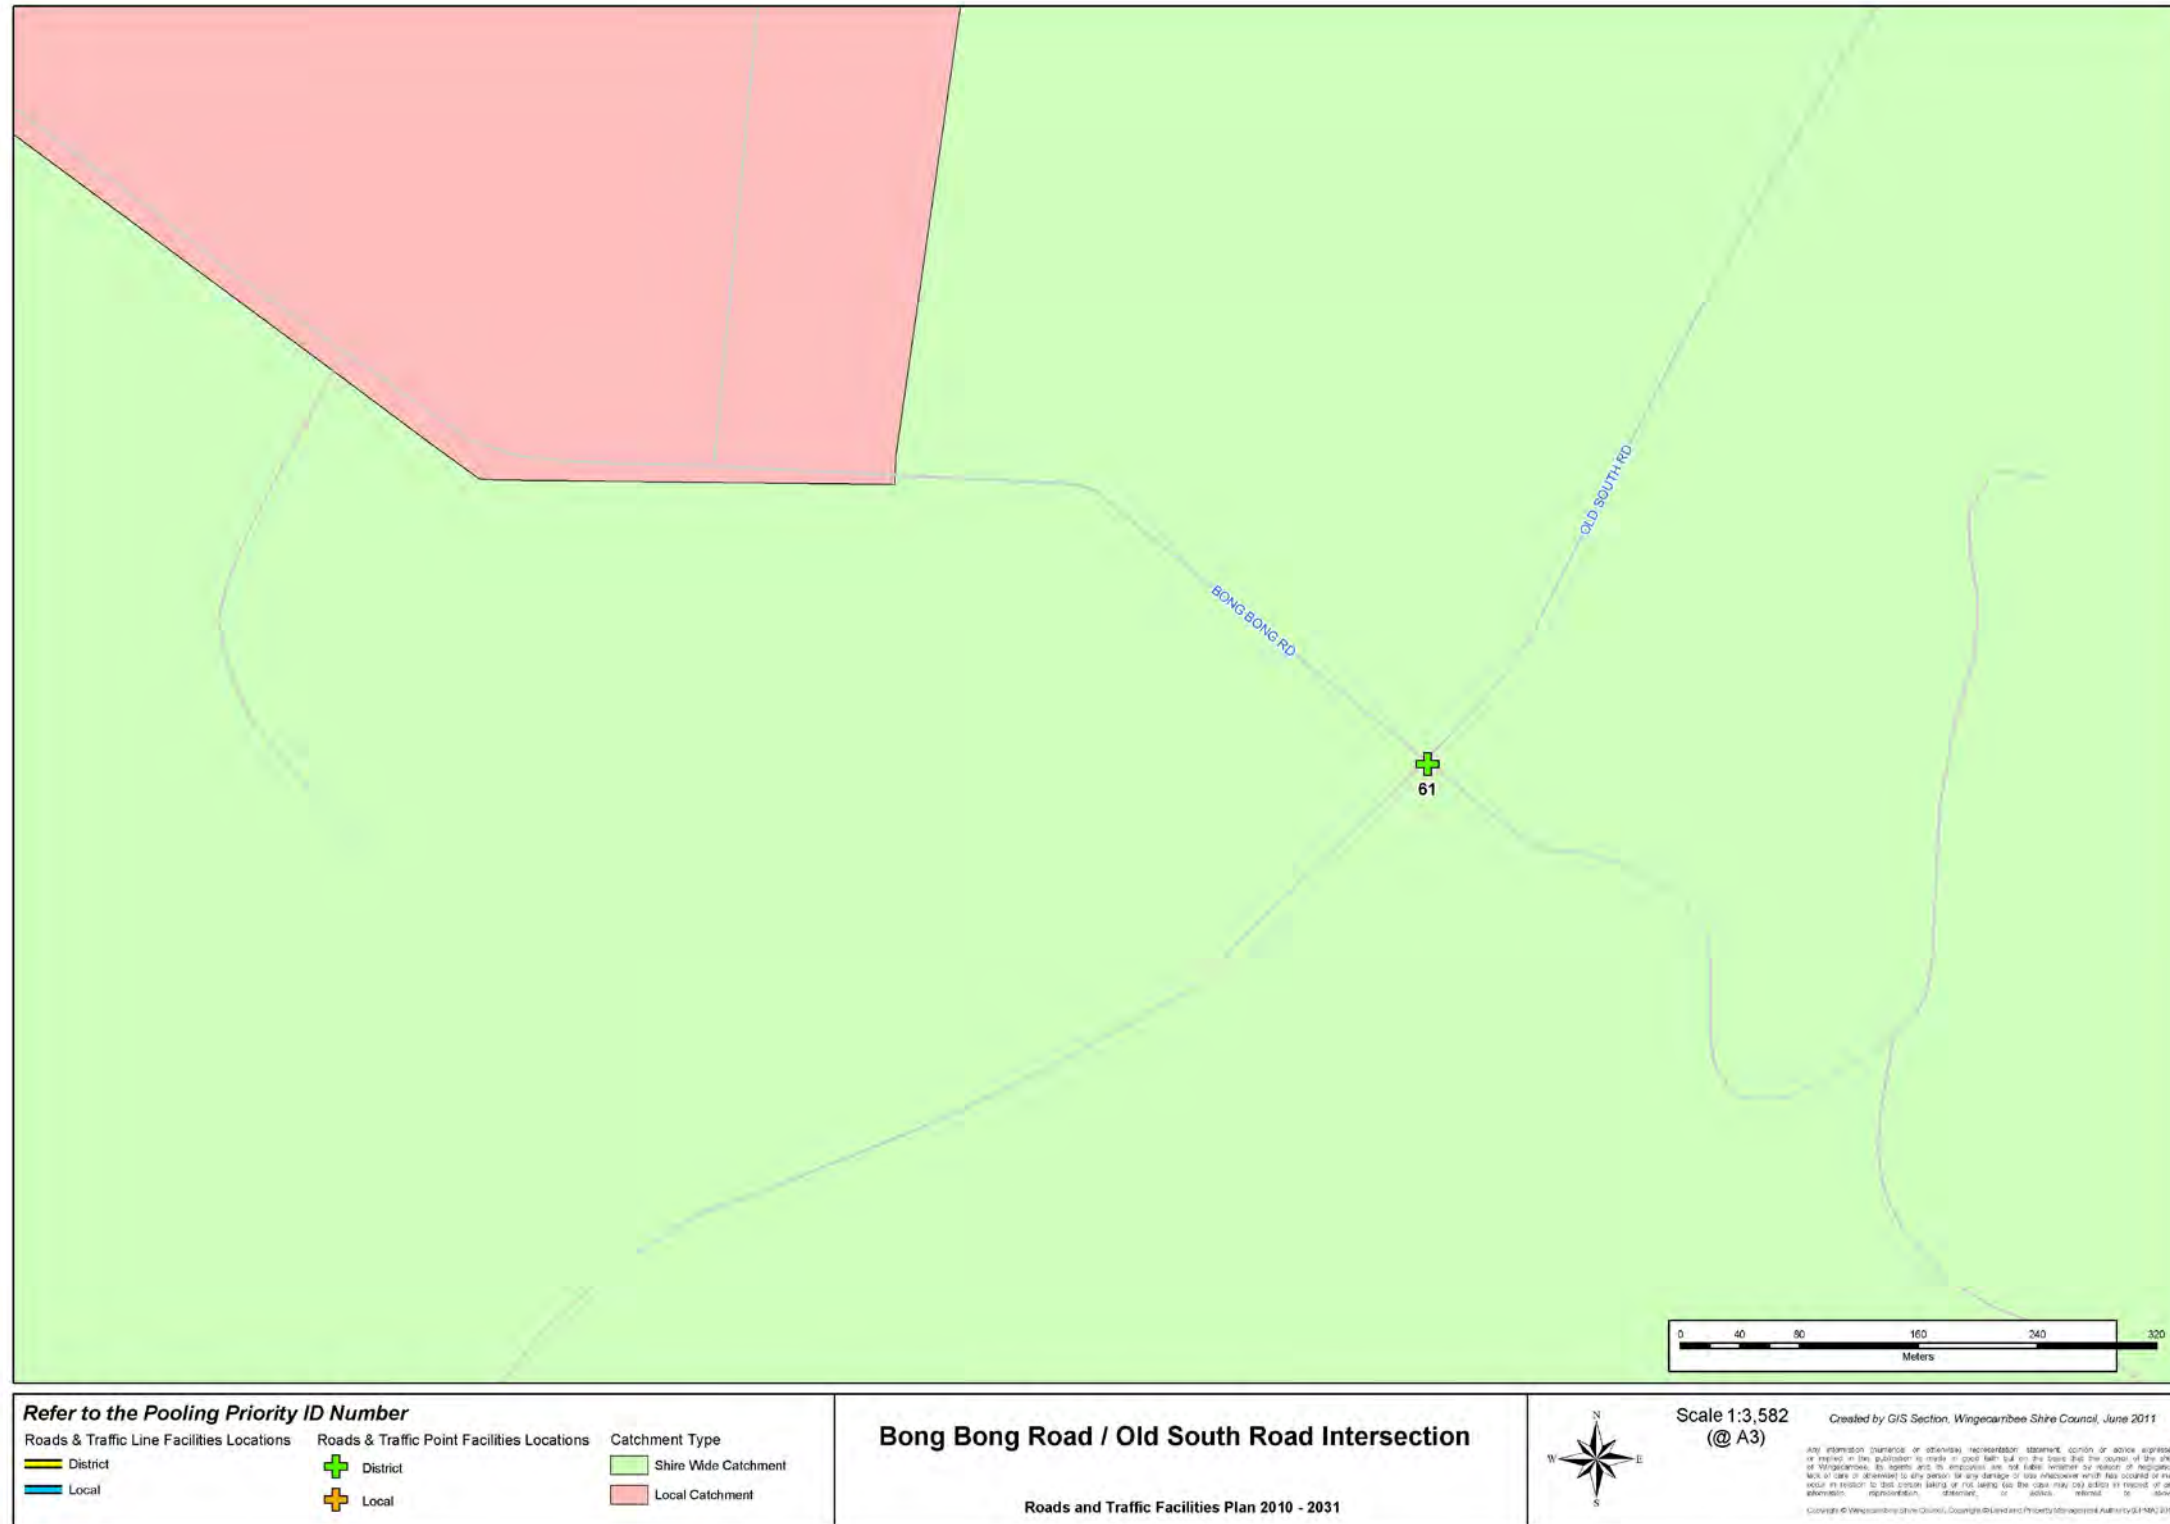 OLD SOUTH RD
BONG BONG RD
61
0 40 80 160 240 320
Meters
Refer to the Pooling Priority ID Number
Roads & Traffic Line Facilities Locations
District
Local
Roads & Traffic Point Facilities Locations
District
Local
Catchment Type
Shire Wide Catchment
Local Catchment
Bong Bong Road / Old South Road Intersection
Roads and Traffic Facilities Plan 2010 - 2031
N
W E
S
Scale 1:3,582
(@ A3)
Created by GIS Section, Wingecarribee Shire Council, June 2011